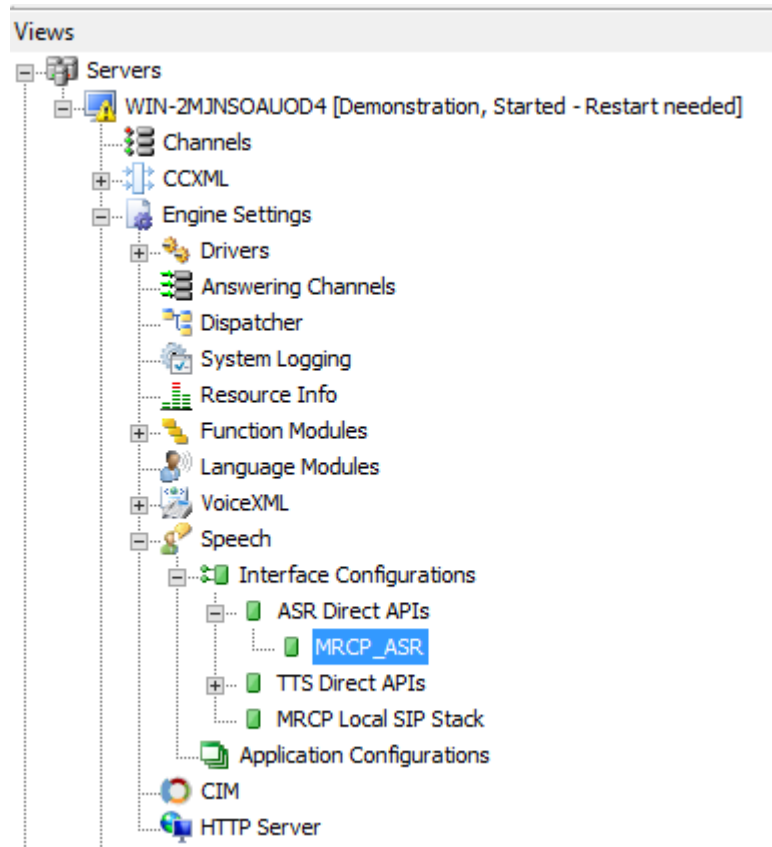 Views
Servers
WIN-2MJNSOAUOD4 [Demonstration, Started - Restart needed]
Channels
CCXML
Engine Settings
Drivers
Answering Channels
Dispatcher
System Logging
Resource Info
Function Modules
Language Modules
VoiceXML
Speech
Interface Configurations
ASR Direct APIs
MRCP_ASR
TTS Direct APIs
MRCP Local SIP Stack
Application Configurations
CIM
HTTP Server